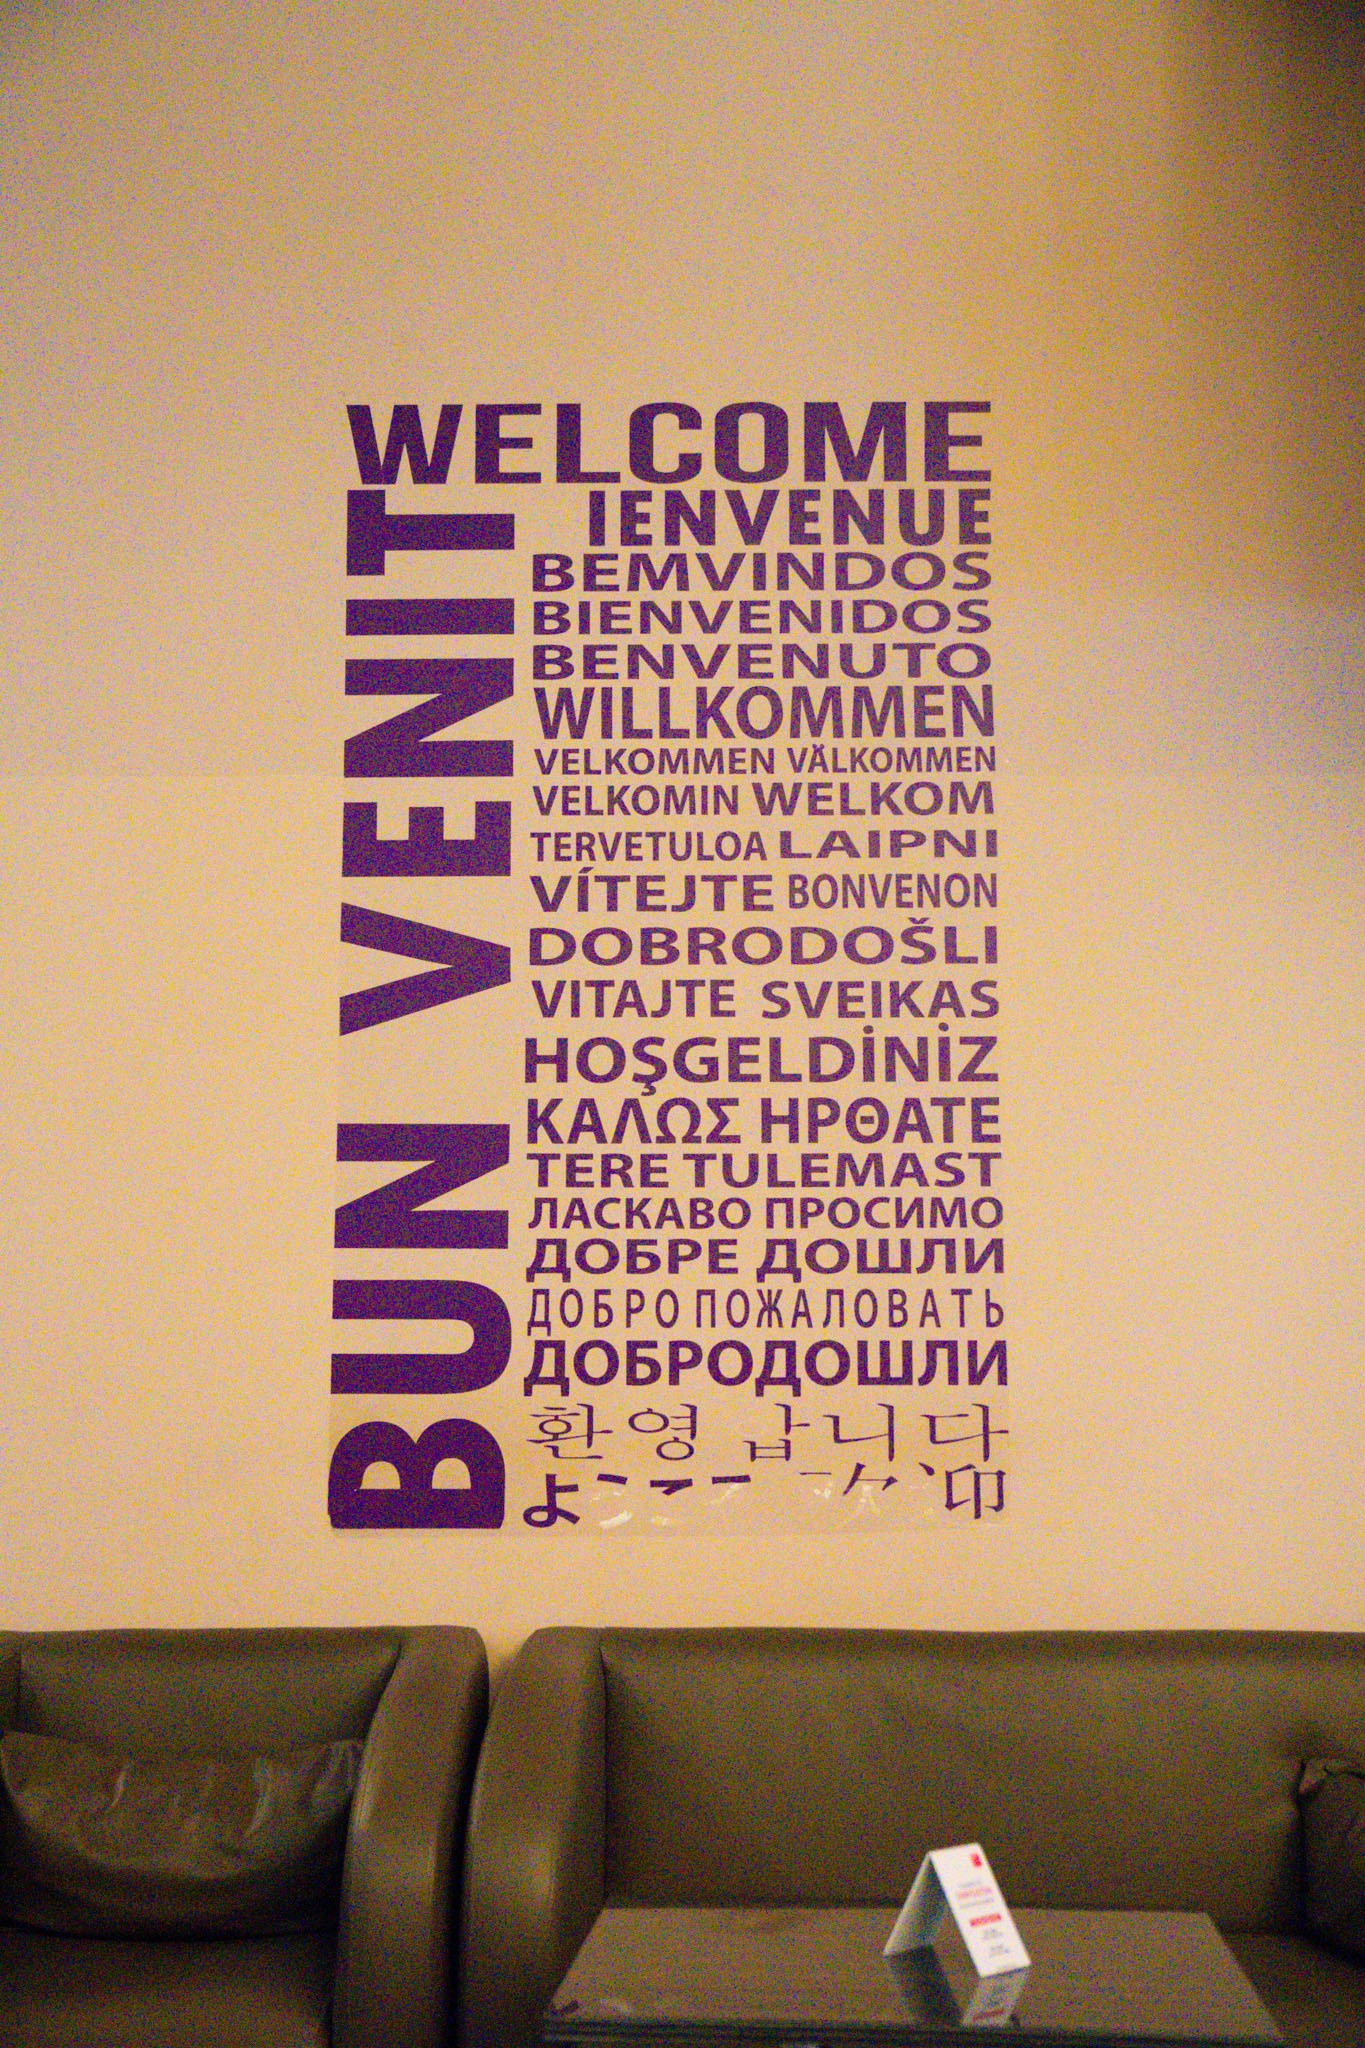 WELCOME
BUN VENIT
IENVENUE
BEMVINDOS
BIENVENIDOS
BENVENUTO
WILLKOMMEN
VELKOMMEN VÄLKOMMEN
VELKOMIN WELKOM
TERVETULOA LAIPNI
VÍTEJTE BONVENON
DOBRODOŠLI
VITAJTE SVEIKAS
HOŞGELDİNİZ
ΚΑΛΩΣ ΗΡΘΑΤΕ
TERE TULEMAST
ЛАСКАВО ПРОСИМО
ДОБРЕ ДОШЛИ
ДОБРО ПОЖАЛОВАТЬ
ДОБРОДОШЛИ
환영 삽니다